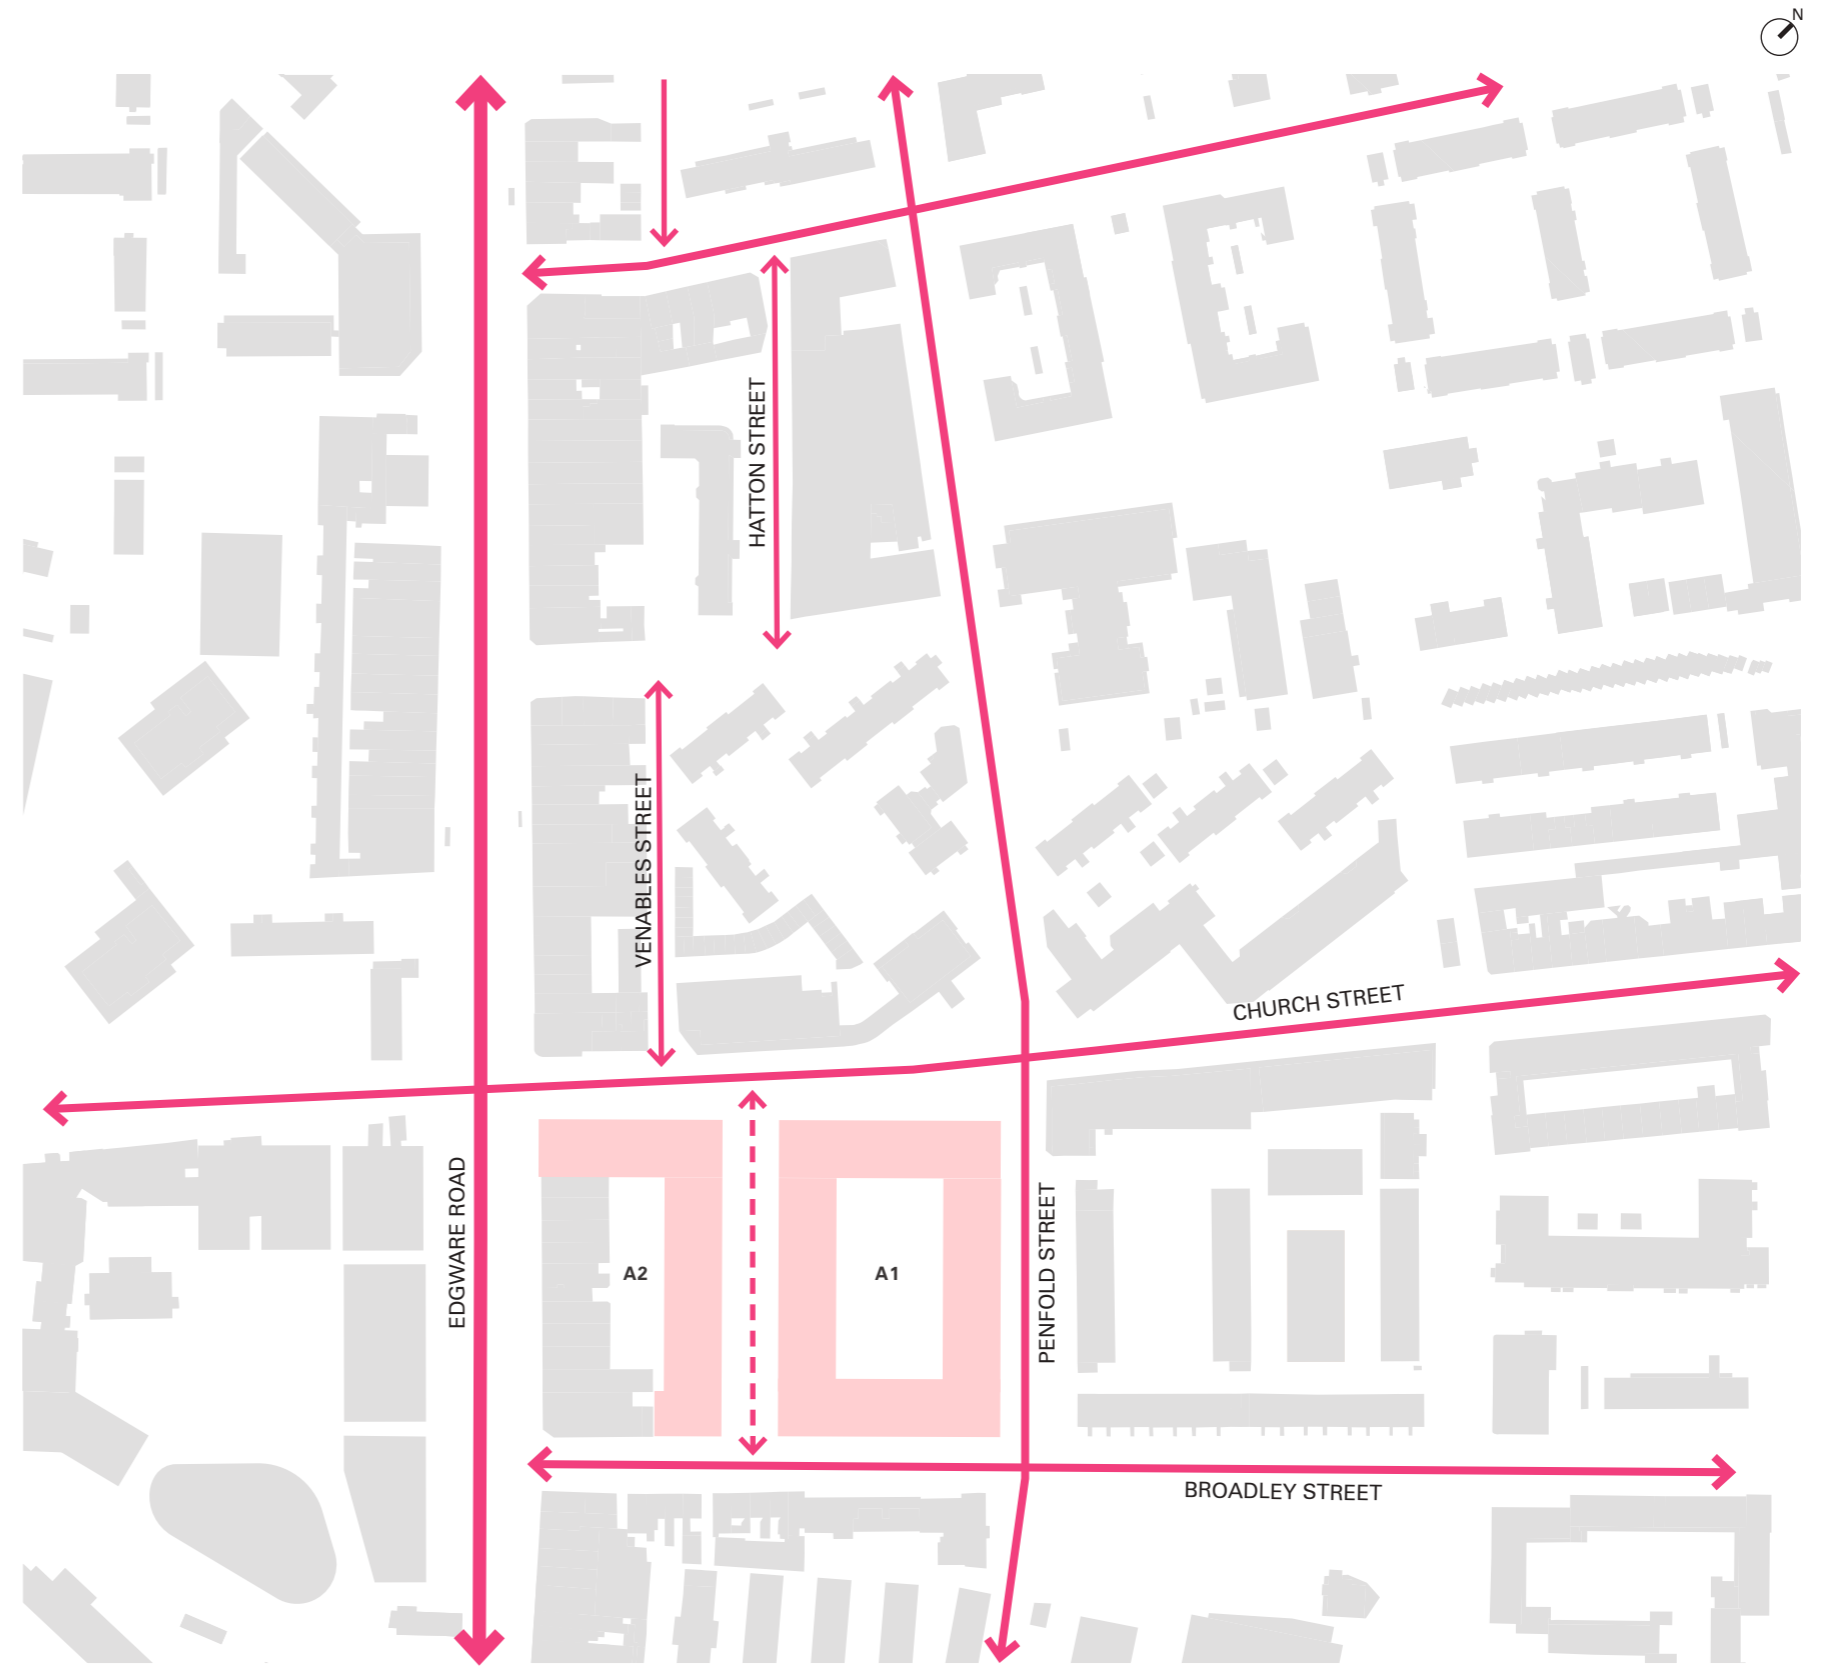 N
HATTON STREET
VENABLES STREET
CHURCH STREET
EDGWARE ROAD
A2
A1
PENFOLD STREET
BROADLEY STREET